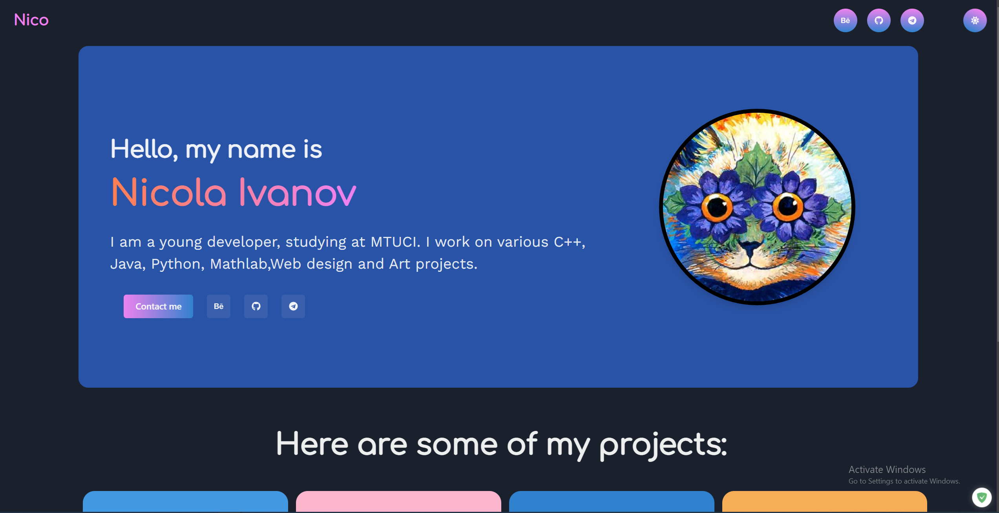 Nico
Bē
Hello, my name is
Nicola Ivanov
I am a young developer, studying at MTUCI. I work on various C++,
Java, Python, Mathlab,Web design and Art projects.
Contact me
Bē
Here are some of my projects:
Activate Windows
Go to Settings to activate Windows.